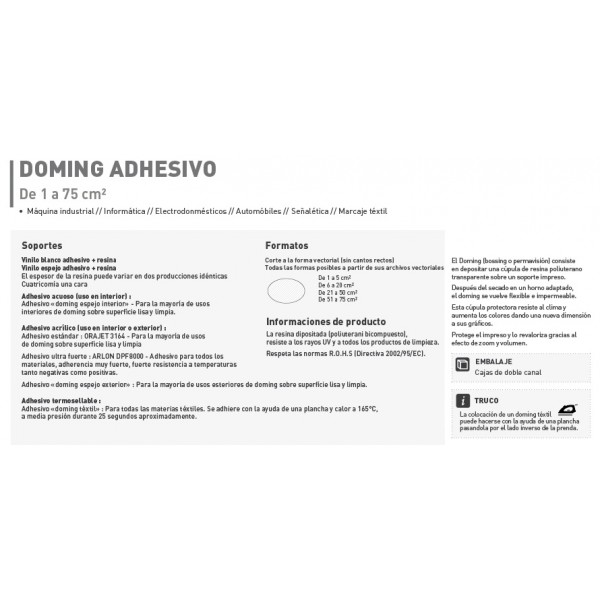 DOMING ADHESIVO
De 1 a 75 cm²
• Máquina industrial // Informática // Electrodonmésticos // Automóbiles // Señalética // Marcaje téxtil
Soportes
Vinilo blanco adhesivo + resina
Vinilo espejo adhesivo + resina
El espesor de la resina puede variar en dos producciones idénticas
Cuatricomía una cara
Adhesivo acuoso (uso en interior) :
Adhesivo «doming espejo interior»- Para la mayoría de usos
interiores de doming sobre superficie lisa y limpia.
Adhesivo acrílico (uso en interior o exterior) :
Adhesivo estándar : ORAJET 3164 - Para la mayoría de usos
de doming sobre superficie lisa y limpia
Adhesivo ultra fuerte : ARLON DPF8000 - Adhesivo para todos los
materiales, adherencia muy fuerte, fuerte resistencia a temperaturas
tanto negativas como positivas.
Adhesivo «doming espejo exterior»- Para la mayoría de usos esteriores de doming sobre superficie lisa y limpia.
Adhesivo termosellable :
Adhesivo «doming tèxtil» : Para todas las materias tèxtiles. Se adhiere con la ayuda de una plancha y calor a 165°C,
a media presión durante 25 segundos aproximadamente.
Formatos
Corte a la forma vectorial (sin cantos rectos)
Todas las formas posibles a partir de sus archivos vectoriales
De 1 a 5 cm²
De 6 a 20 cm²
De 21 a 50 cm²
De 51 a 75 cm²
Informaciones de producto
La resina dipositada (poliuterani bicompuesto),
resiste a los rayos UV y a todos los productos de limpieza.
Respeta las normas R.O.H.S (Directiva 2002/95/EC).
El Doming (bossing o permavisión) consiste
en depositar una cúpula de resina poliuterano
transparente sobre un soporte impreso.
Después del secado en un horno adaptado,
el doming se vuelve flexible e impermeable.
Esta cúpula protectora resiste al clima y
aumenta los colores dando una nueva dimensión
a sus gráficos.
Protege el impreso y lo revaloriza gracias al
efecto de zoom y volumen.
EMBALAJE
Cajas de doble canal
TRUCO
La colocación de un doming tèxtil
puede hacerse con la ayuda de una plancha
pasandola por el lado inverso de la prenda.